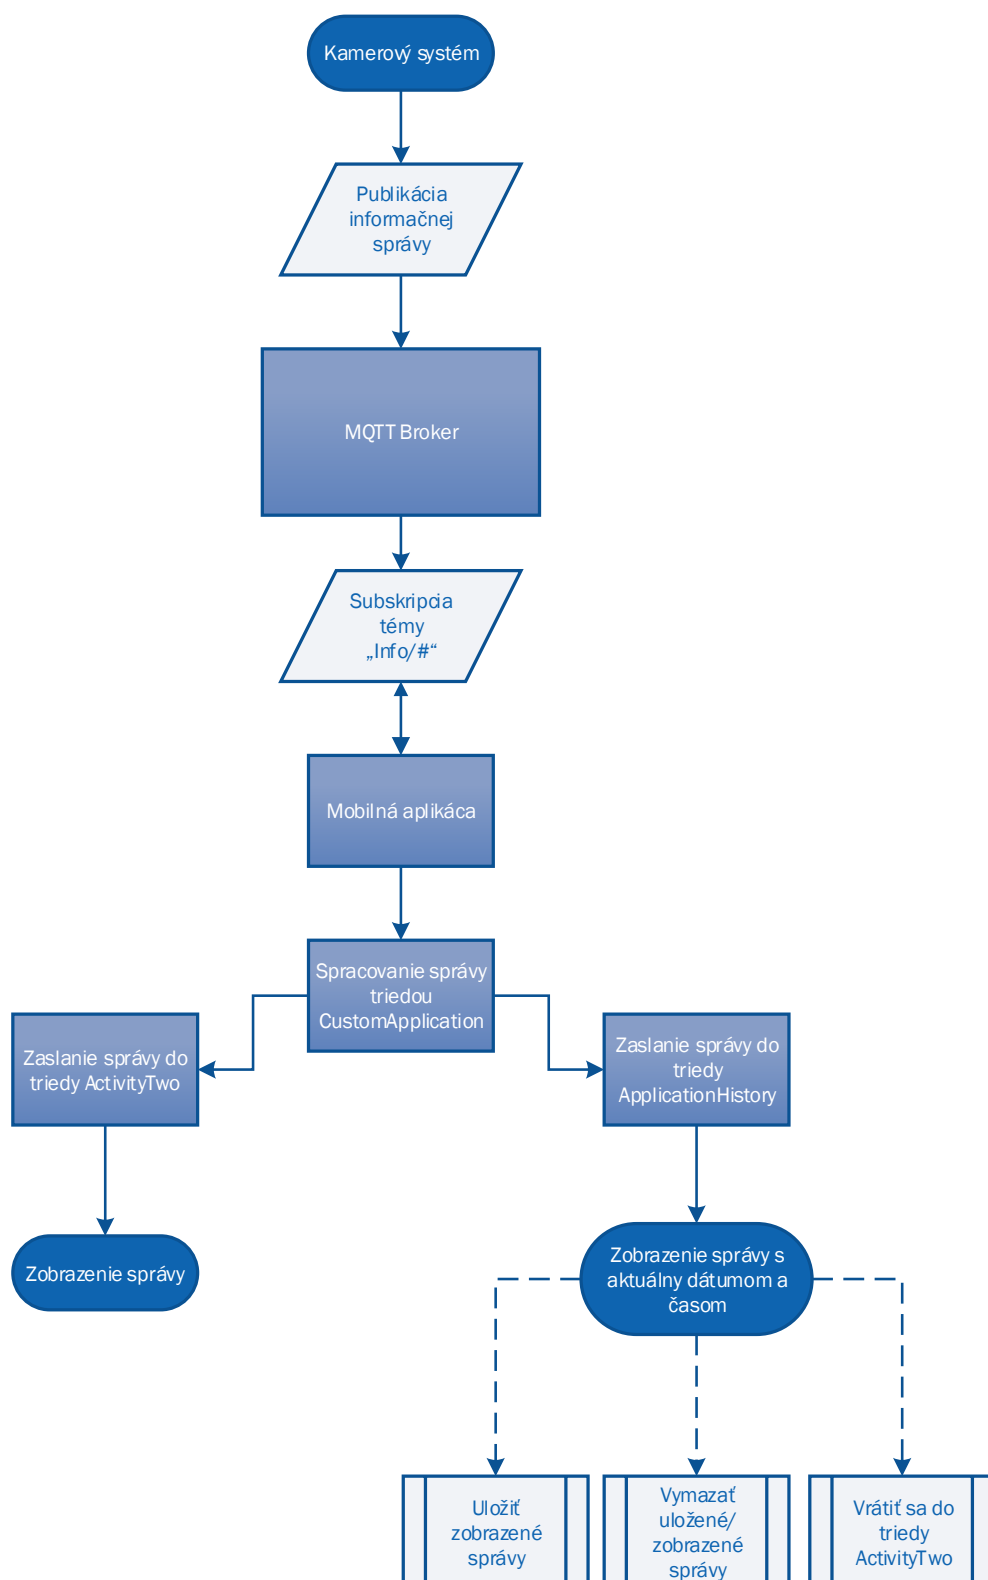 Kamerový systém
Publikácia
informačnej
správy
MQTT Broker
Subskripcia
témy
„Info/#“
Mobilná aplikáca
Spracovanie správy
triedou
CustomApplication
Zaslanie správy do
triedy ActivityTwo
Zaslanie správy do
triedy
ApplicationHistory
Zobrazenie správy
Zobrazenie správy s
aktuálny dátumom a
časom
Uložiť
zobrazené
správy
Vymazať
uložené/
zobrazené
správy
Vrátiť sa do
triedy
ActivityTwo